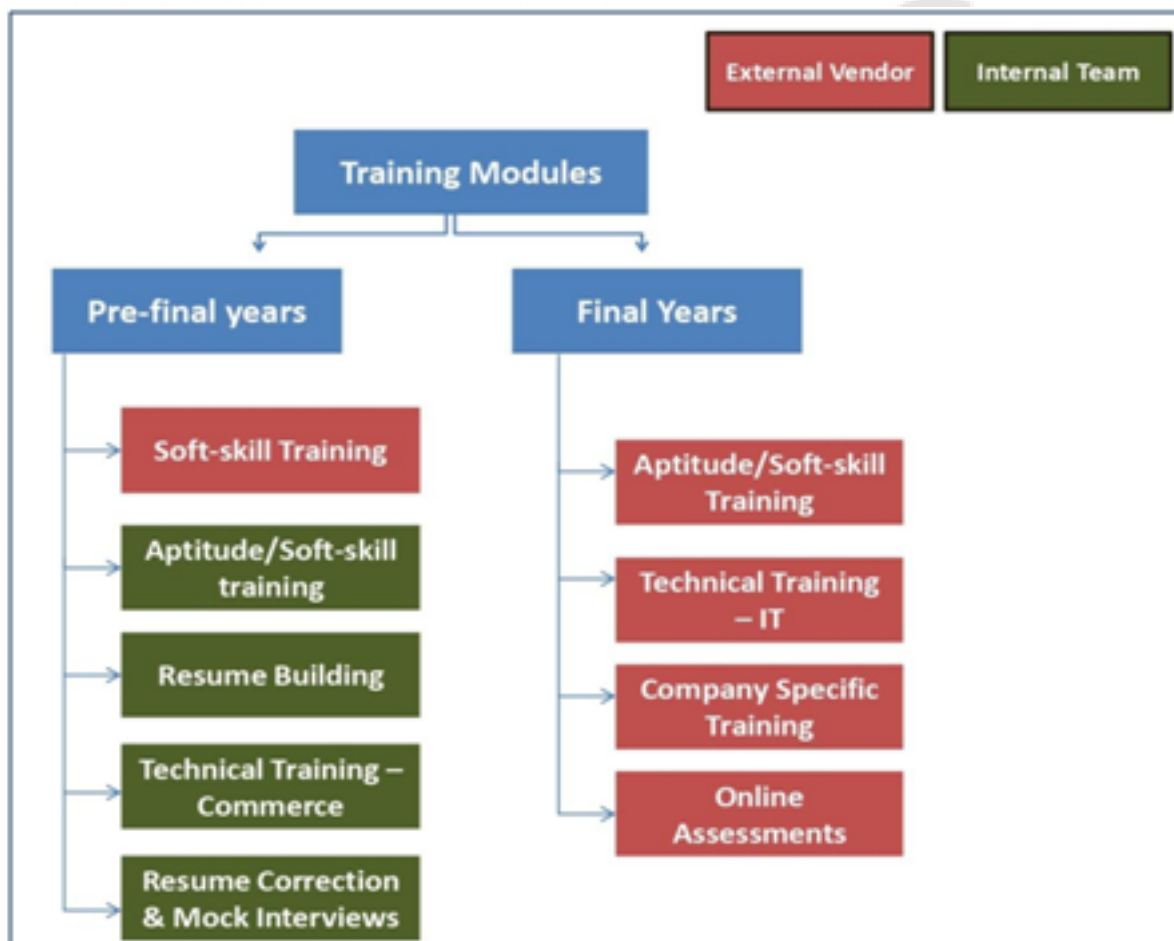 External Vendor
Internal Team
Training Modules
Pre-final years
Final Years
Soft-skill Training
Aptitude/Soft-skill
training
Resume Building
Technical Training –
Commerce
Resume Correction
& Mock Interviews
Aptitude/Soft-skill
Training
Technical Training
– IT
Company Specific
Training
Online
Assessments